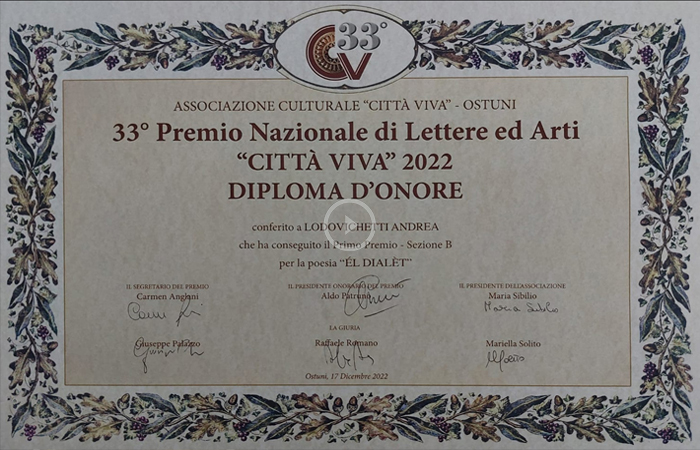 33°
CV
ASSOCIAZIONE CULTURALE “CITTÀ VIVA” - OSTUNI
33° Premio Nazionale di Lettere ed Arti
“CITTÀ VIVA” 2022
DIPLOMA D’ONORE
conferito a LODOVICHETTI ANDREA
che ha conseguito il Primo Premio - Sezione B
per la poesia “ÉL DIALÈT”
IL SEGRETARIO DEL PREMIO IL PRESIDENTE ONORARIO DEL PREMIO IL PRESIDENTE DELL'ASSOCIAZIONE
Carmen Angiani Aldo Patruno Maria Sibilio
Maria Sibilio
LA GIURIA
Giuseppe Palazzo Raffaele Romano Mariella Solito
Ostuni, 17 Dicembre 2022